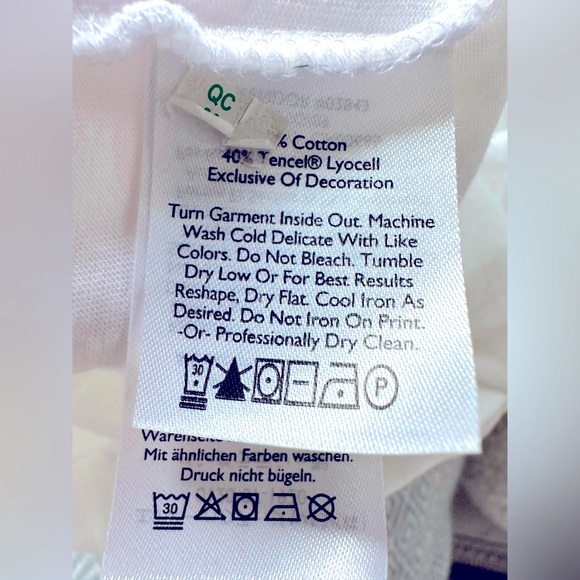 QC
% Cotton
40% Tencel® Lyocell
Exclusive Of Decoration
Turn Garment Inside Out. Machine
Wash Cold Delicate With Like
Colors. Do Not Bleach. Tumble
Dry Low Or For Best Results
Reshape, Dry Flat. Cool Iron As
Desired. Do Not Iron On Print.
-Or- Professionally Dry Clean.
30 P
Mit ähnlichen Farben waschen.
Druck nicht bügeln.
30